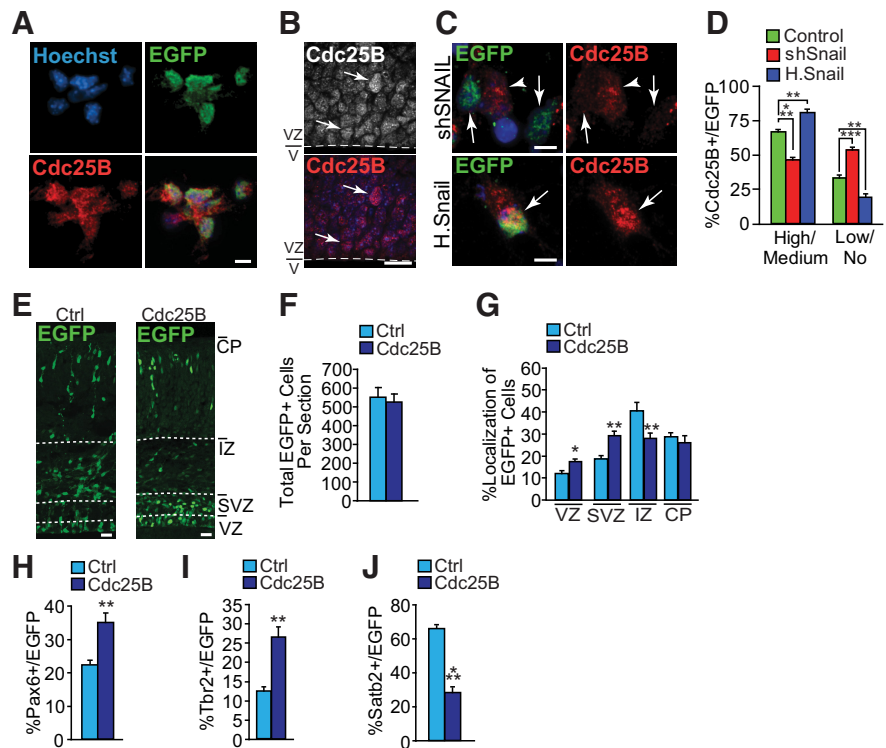 A
Hoechst
EGFP
Cdc25B
B
Cdc25B
VZ
V
Cdc25B
VZ
V
C
EGFP
Cdc25B
shSNAIL
EGFP
Cdc25B
H.Snail
D
Control
shSnail
H.Snail
%Cdc25B+/EGFP
100
75
50
25
0
**
*
**
**
***
High/
Medium
Low/
No
E
Ctrl
Cdc25B
EGFP
EGFP
CP
IZ
SVZ
VZ
F
Ctrl
Cdc25B
Total EGFP+ Cells
Per Section
700
600
500
400
300
200
100
0
G
Ctrl
Cdc25B
%Localization of
EGFP+ Cells
60
50
40
30
20
10
0
*
**
**
VZ SVZ IZ CP
H
Ctrl
Cdc25B
%Pax6+/EGFP
40
30
20
10
0
**
I
Ctrl
Cdc25B
%Tbr2+/EGFP
35
30
25
20
15
10
5
0
**
J
Ctrl
Cdc25B
%Satb2+/EGFP
80
60
40
20
0
*
**